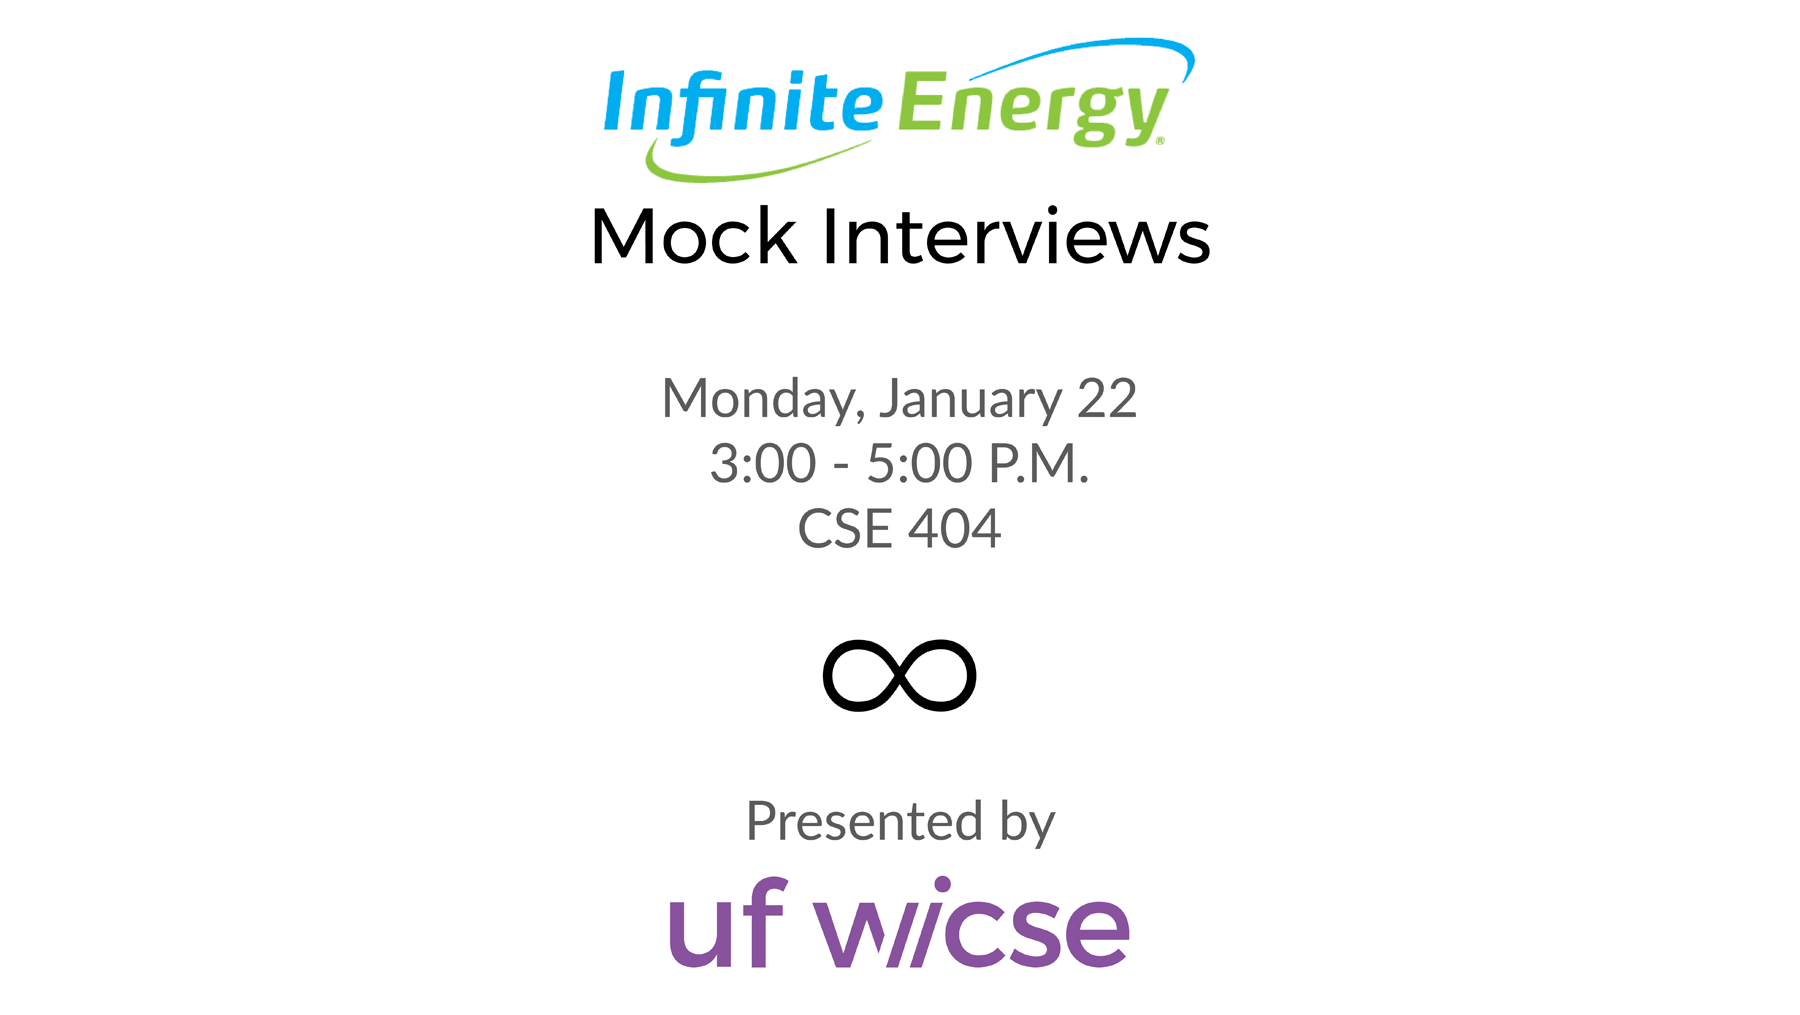 Infinite Energy®
Mock Interviews
Monday, January 22
3:00 - 5:00 P.M.
CSE 404
∞
Presented by
uf wicse